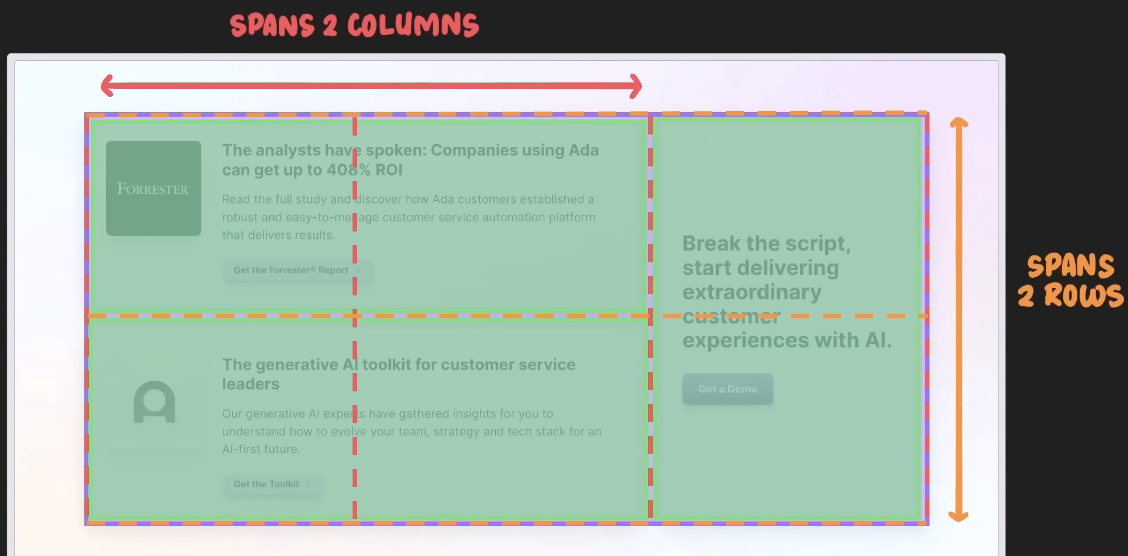 SPANS 2 COLUMNS
The analysts have spoken: Companies using Ada
can get up to 408% ROI
FORRESTER
Read the full study and discover how Ada customers established a
robust and easy-to-manage customer service automation platform
that delivers results.
Get the Forrester® Report
The generative AI toolkit for customer service
leaders
Our generative AI experts have gathered insights for you to
understand how to evolve your team, strategy and tech stack for an
AI-first future.
Get the Toolkit
Break the script,
start delivering
extraordinary
customer
experiences with AI.
Get a Demo
SPANS
2 ROWS